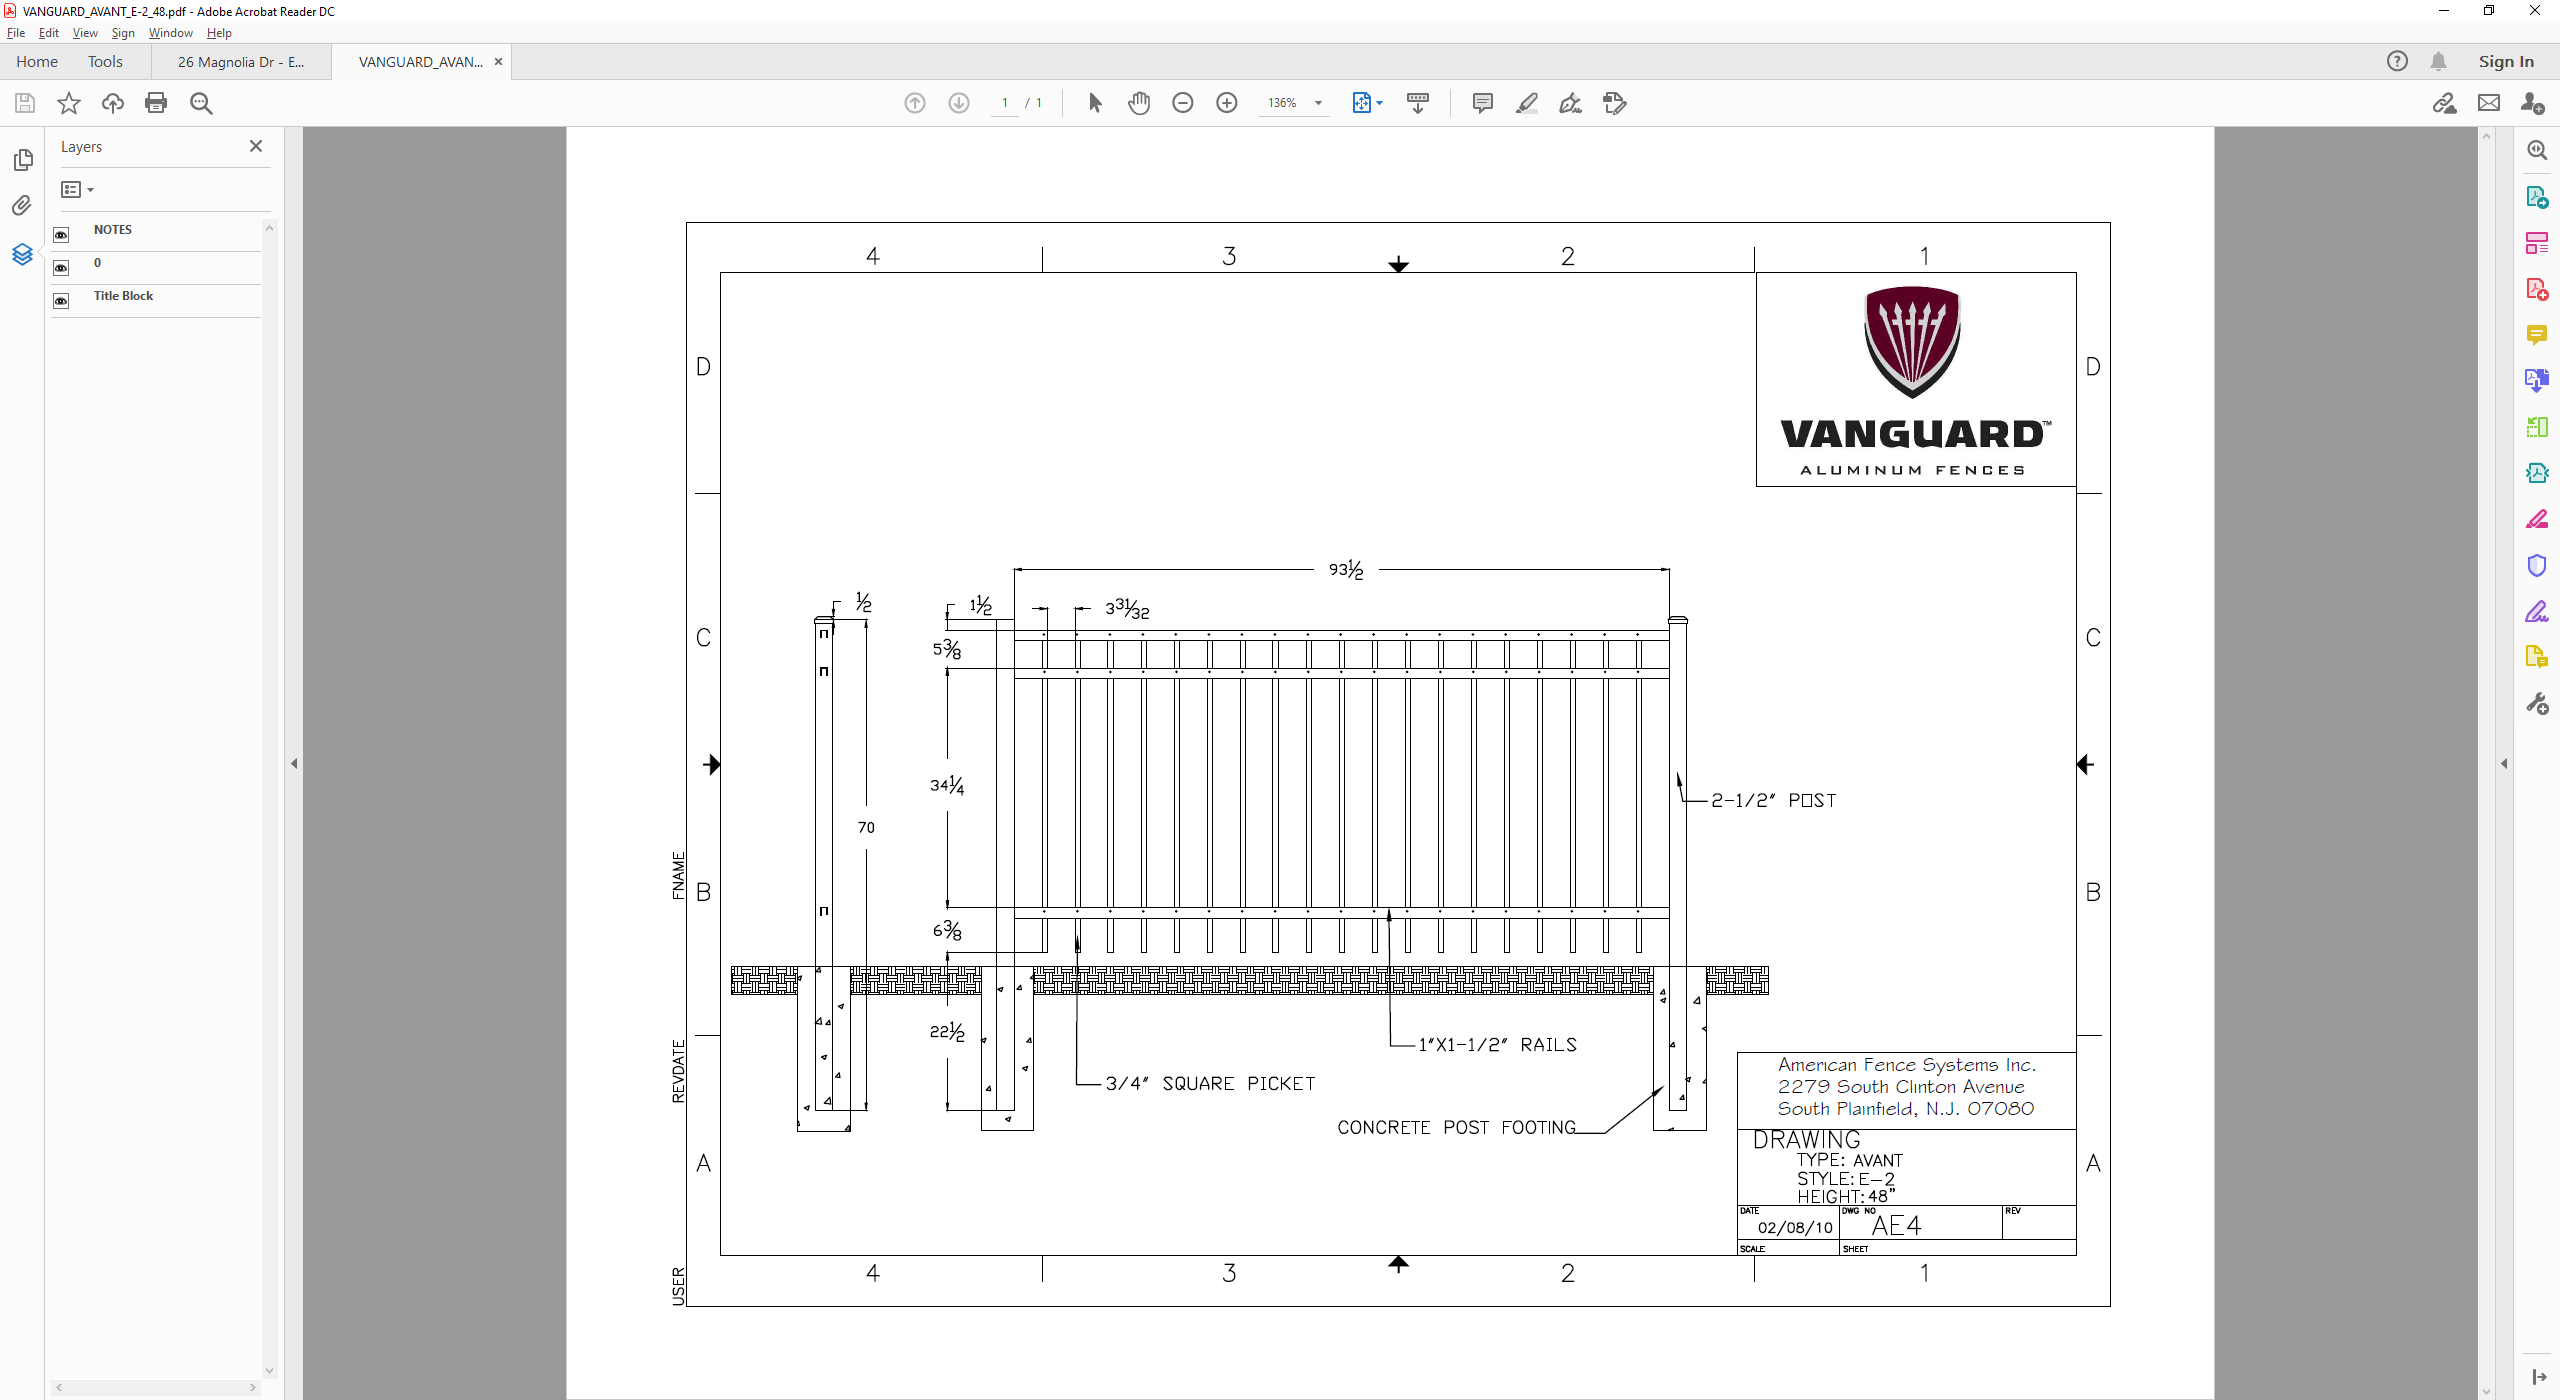 VANGUARD_AVANT_E-2_48.pdf - Adobe Acrobat Reader DC
File Edit View Sign Window Help
Home Tools 26 Magnolia Dr - E... VANGUARD_AVAN... × Sign In
1 / 1 136%
Layers
NOTES
0
Title Block
4 3 2 1
D D
VANGUARD™
ALUMINUM FENCES
93½
½ 1½ 3 31/32
C C
5⅜
34¼
2-1/2" POST
70
FNAME
B B
6⅜
22½
1"X1-1/2" RAILS
REVDATE
3/4" SQUARE PICKET
CONCRETE POST FOOTING
American Fence Systems Inc.
2279 South Clinton Avenue
South Plainfield, N.J. 07080
DRAWING
TYPE: AVANT
STYLE: E-2
HEIGHT: 48"
A A
DATE DWG NO REV
02/08/10 AE4
SCALE SHEET
4 3 2 1
USER